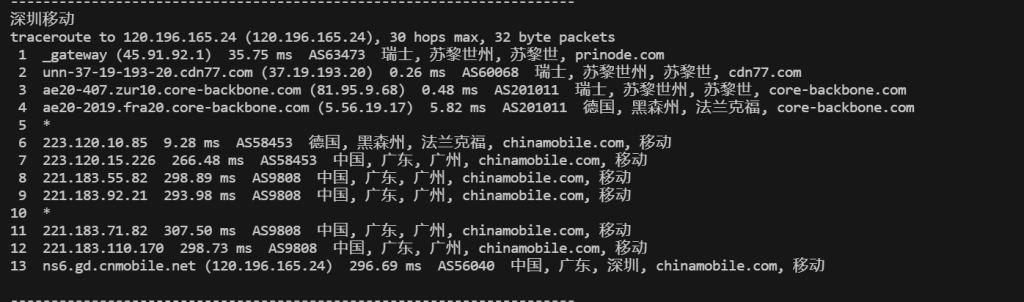 ------------------------------------------------------------------------
深圳移动
traceroute to 120.196.165.24 (120.196.165.24), 30 hops max, 32 byte packets
 1  _gateway (45.91.92.1)  35.75 ms  AS63473  瑞士, 苏黎世州, 苏黎世, prinode.com
 2  unn-37-19-193-20.cdn77.com (37.19.193.20)  0.26 ms  AS60068  瑞士, 苏黎世州, 苏黎世, cdn77.com
 3  ae20-407.zur10.core-backbone.com (81.95.9.68)  0.48 ms  AS201011  瑞士, 苏黎世州, 苏黎世, core-backbone.com
 4  ae20-2019.fra20.core-backbone.com (5.56.19.17)  5.82 ms  AS201011  德国, 黑森州, 法兰克福, core-backbone.com
 5  *
 6  223.120.10.85  9.28 ms  AS58453  德国, 黑森州, 法兰克福, chinamobile.com, 移动
 7  223.120.15.226  266.48 ms  AS58453  中国, 广东, 广州, chinamobile.com, 移动
 8  221.183.55.82  298.89 ms  AS9808  中国, 广东, 广州, chinamobile.com, 移动
 9  221.183.92.21  293.98 ms  AS9808  中国, 广东, 广州, chinamobile.com, 移动
10  *
11  221.183.71.82  307.50 ms  AS9808  中国, 广东, 广州, chinamobile.com, 移动
12  221.183.110.170  298.73 ms  AS9808  中国, 广东, 广州, chinamobile.com, 移动
13  ns6.gd.cnmobile.net (120.196.165.24)  296.69 ms  AS56040  中国, 广东, 深圳, chinamobile.com, 移动
------------------------------------------------------------------------